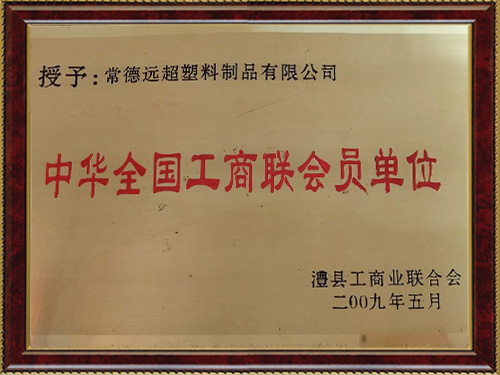 授予：常德远超塑料制品有限公司
中华全国工商联会员单位
澧县工商业联合会
二00九年五月